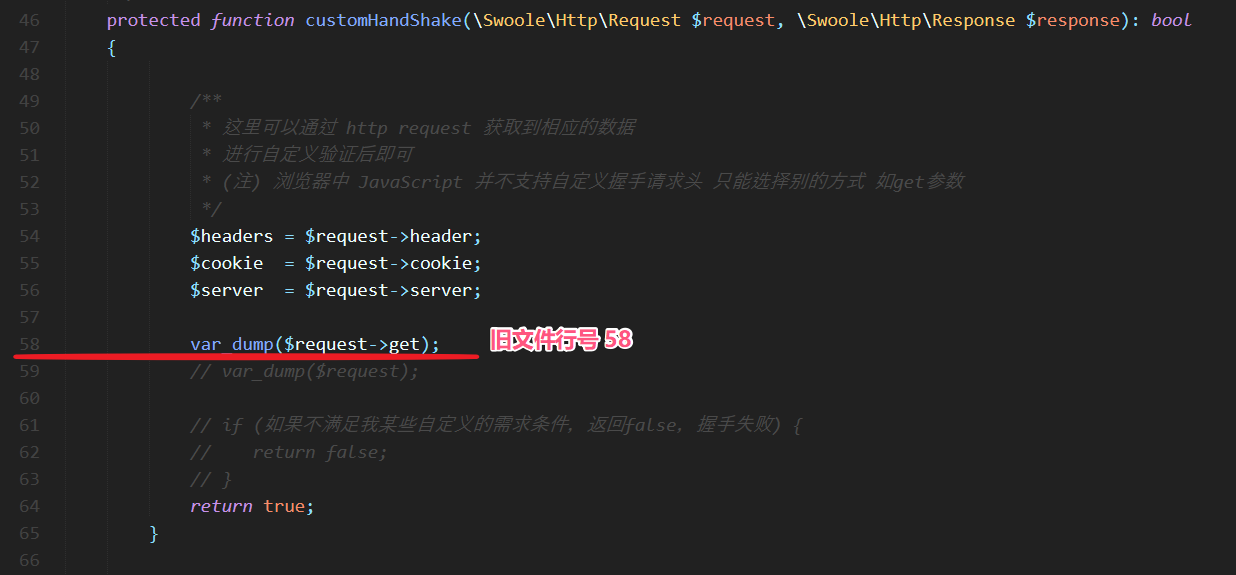 46 protected function customHandShake(\Swoole\Http\Request $request, \Swoole\Http\Response $response): bool
47 {
48
49 /**
50 * 这里可以通过 http request 获取到相应的数据
51 * 进行自定义验证后即可
52 * (注) 浏览器中 JavaScript 并不支持自定义握手请求头 只能选择别的方式 如get参数
53 */
54 $headers = $request->header;
55 $cookie  = $request->cookie;
56 $server  = $request->server;
57
58 var_dump($request->get); 旧文件行号 58
59 // var_dump($request);
60
61 // if (如果不满足我某些自定义的需求条件, 返回false, 握手失败) {
62 //    return false;
63 // }
64 return true;
65 }
66